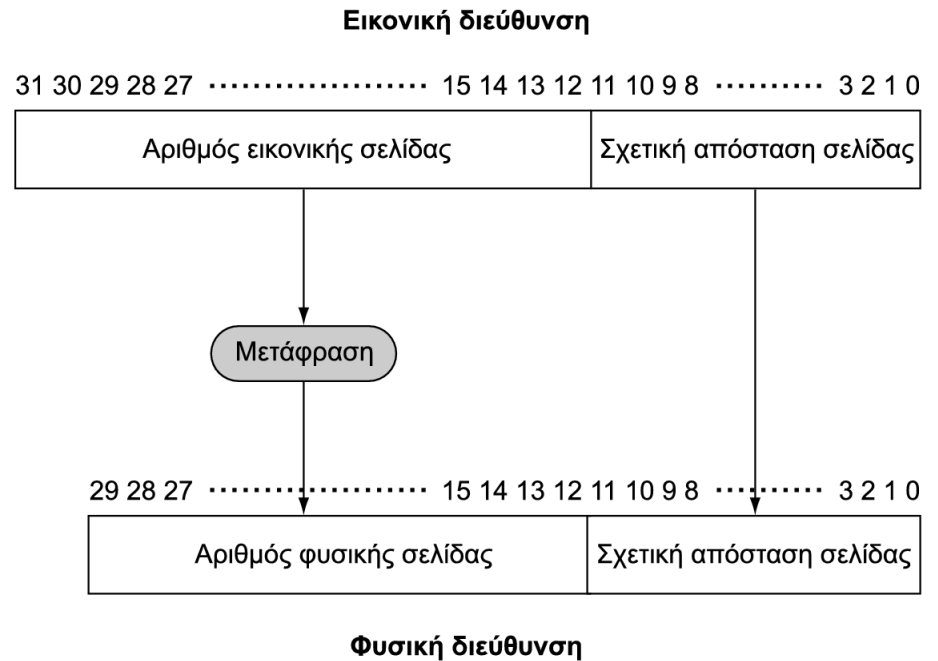 Εικονική διεύθυνση
31 30 29 28 27 ···················· 15 14 13 12 11 10 9 8 ·········· 3 2 1 0
Αριθμός εικονικής σελίδας Σχετική απόσταση σελίδας
Μετάφραση
29 28 27 ···················· 15 14 13 12 11 10 9 8 ·········· 3 2 1 0
Αριθμός φυσικής σελίδας Σχετική απόσταση σελίδας
Φυσική διεύθυνση